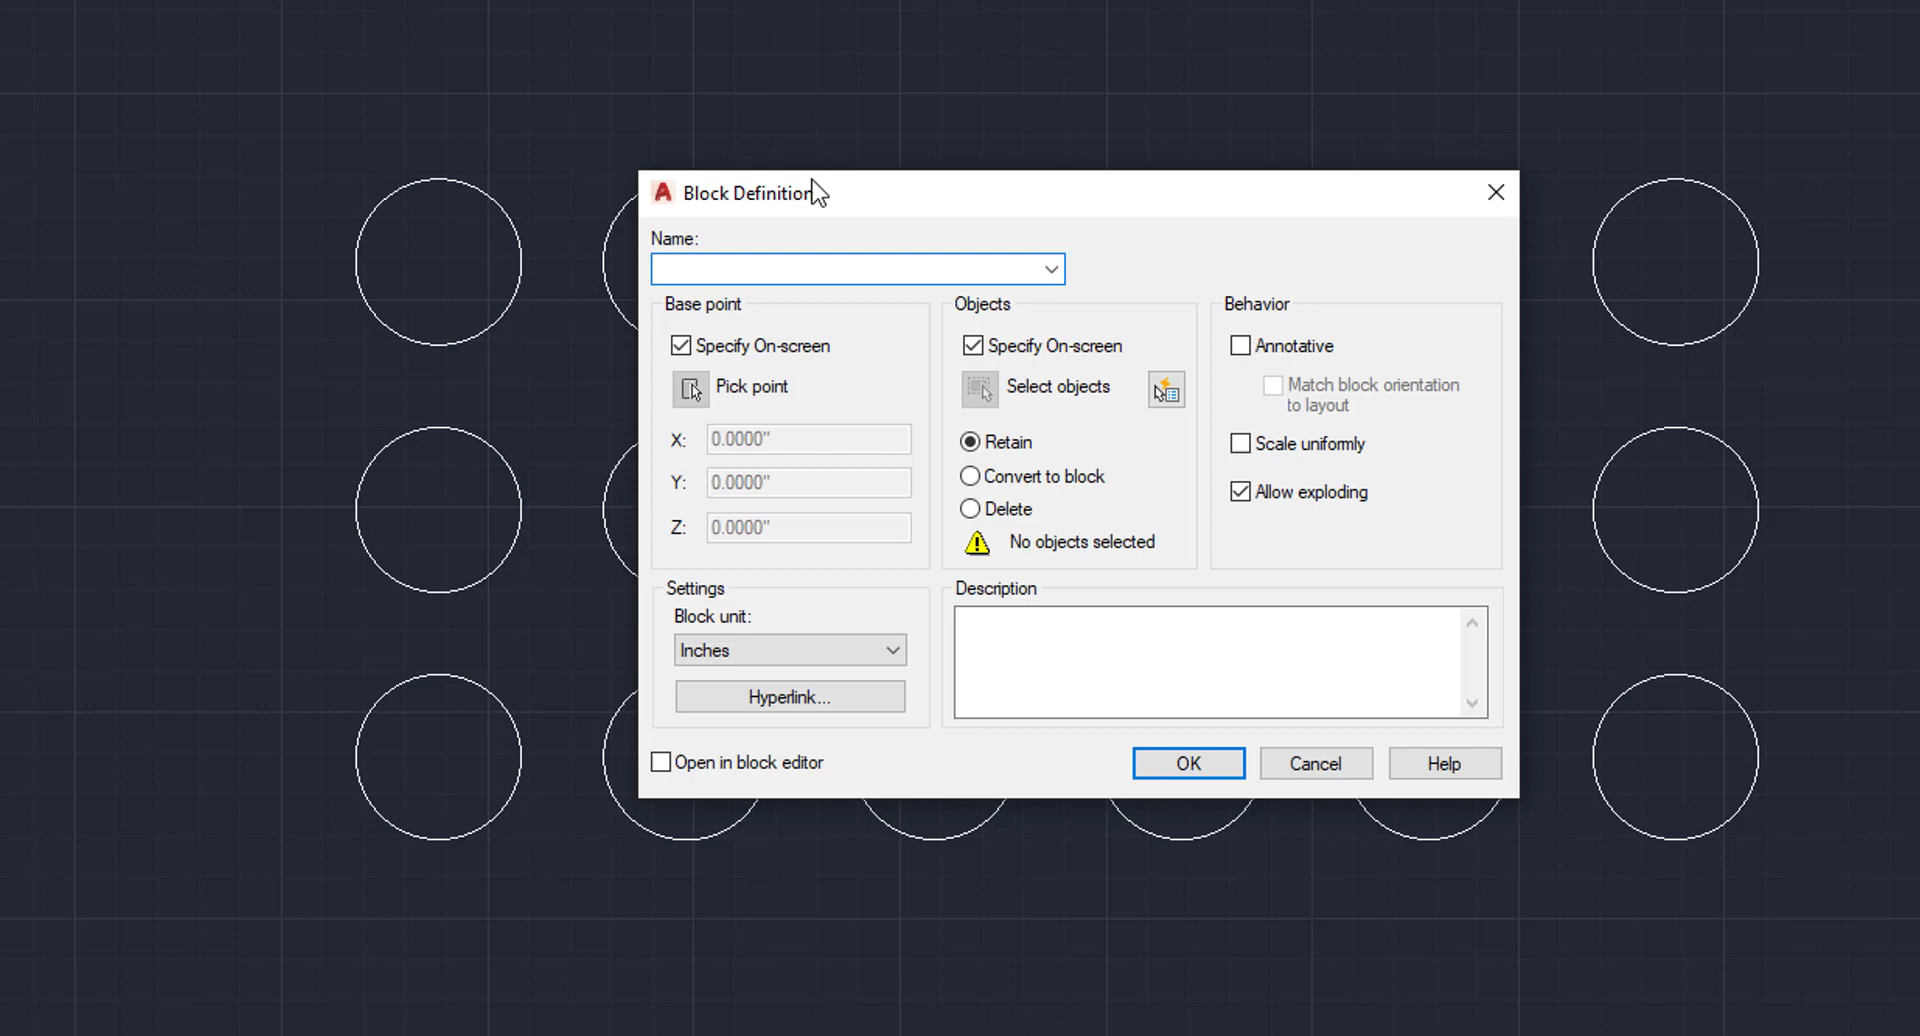 Block Definition
Name:
Base point
Specify On-screen
Pick point
X: 0.0000"
Y: 0.0000"
Z: 0.0000"
Objects
Specify On-screen
Select objects
Retain
Convert to block
Delete
No objects selected
Behavior
Annotative
Match block orientation
to layout
Scale uniformly
Allow exploding
Settings
Block unit:
Inches
Hyperlink...
Description
Open in block editor
OK
Cancel
Help